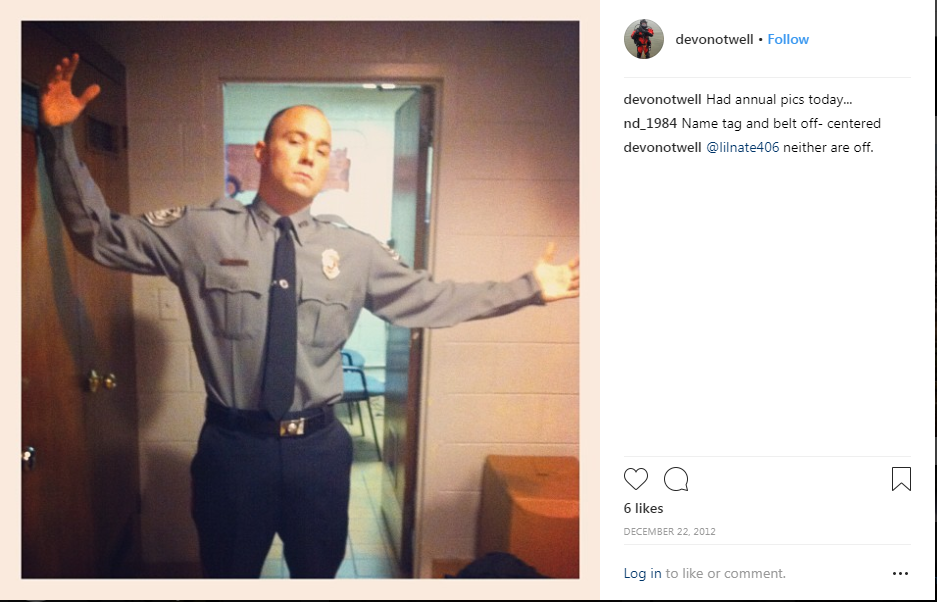 devonotwell • Follow
devonotwell Had annual pics today...
nd_1984 Name tag and belt off- centered
devonotwell @lilnate406 neither are off.
6 likes
DECEMBER 22, 2012
Log in to like or comment.